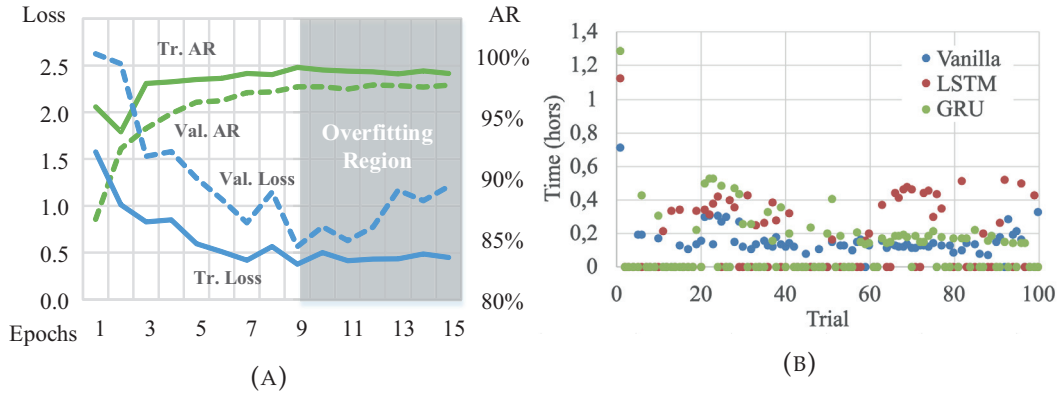 Loss
AR
Tr. AR
100%
2.5
2.0
95%
Val. AR
Overfitting
Region
1.5
Val. Loss
90%
1.0
85%
0.5
Tr. Loss
0.0
80%
Epochs
1 3 5 7 9 11 13 15
(A)
1,4
1,2
1
0,8
0,6
0,4
0,2
0
Time (hors)
Vanilla
LSTM
GRU
0 20 40 60 80 100
Trial
(B)